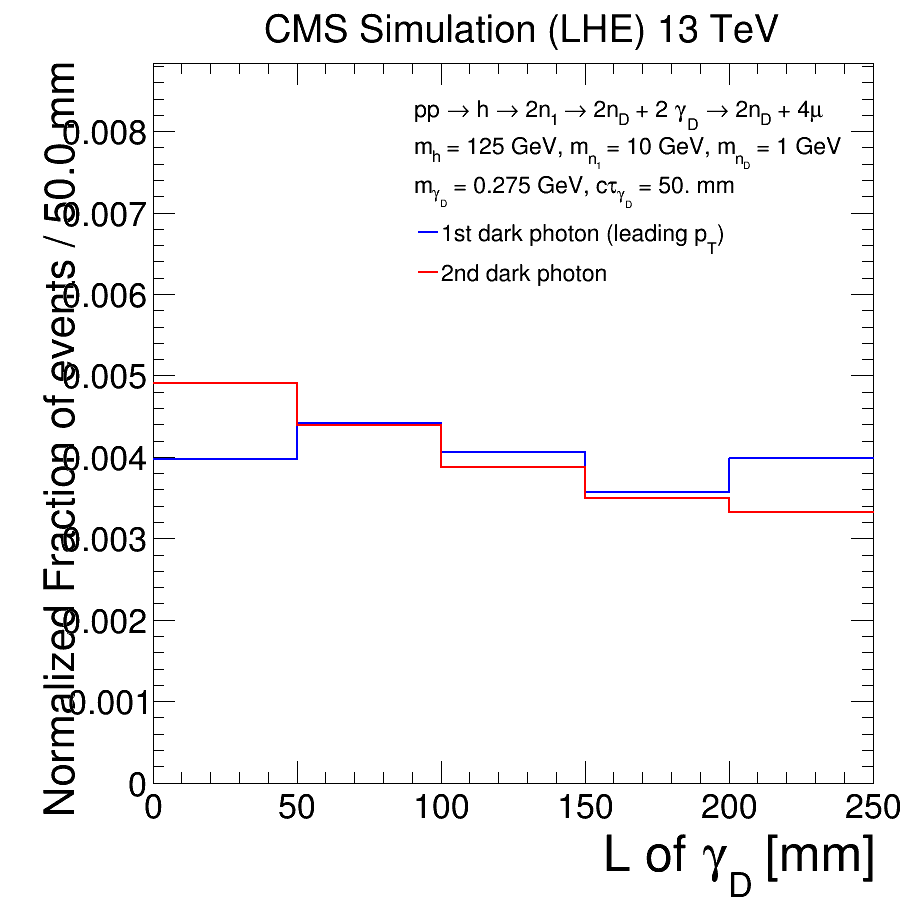 CMS Simulation (LHE) 13 TeV
pp → h → 2n1 → 2nD + 2 γD → 2nD + 4μ
mh = 125 GeV, mn1 = 10 GeV, mnD = 1 GeV
mγD = 0.275 GeV, cτγD = 50. mm
1st dark photon (leading pT)
2nd dark photon
Normalized Fraction of events / 50.0 mm
0.008
0.007
0.006
0.005
0.004
0.003
0.002
0.001
0
0 50 100 150 200 250
L of γD [mm]